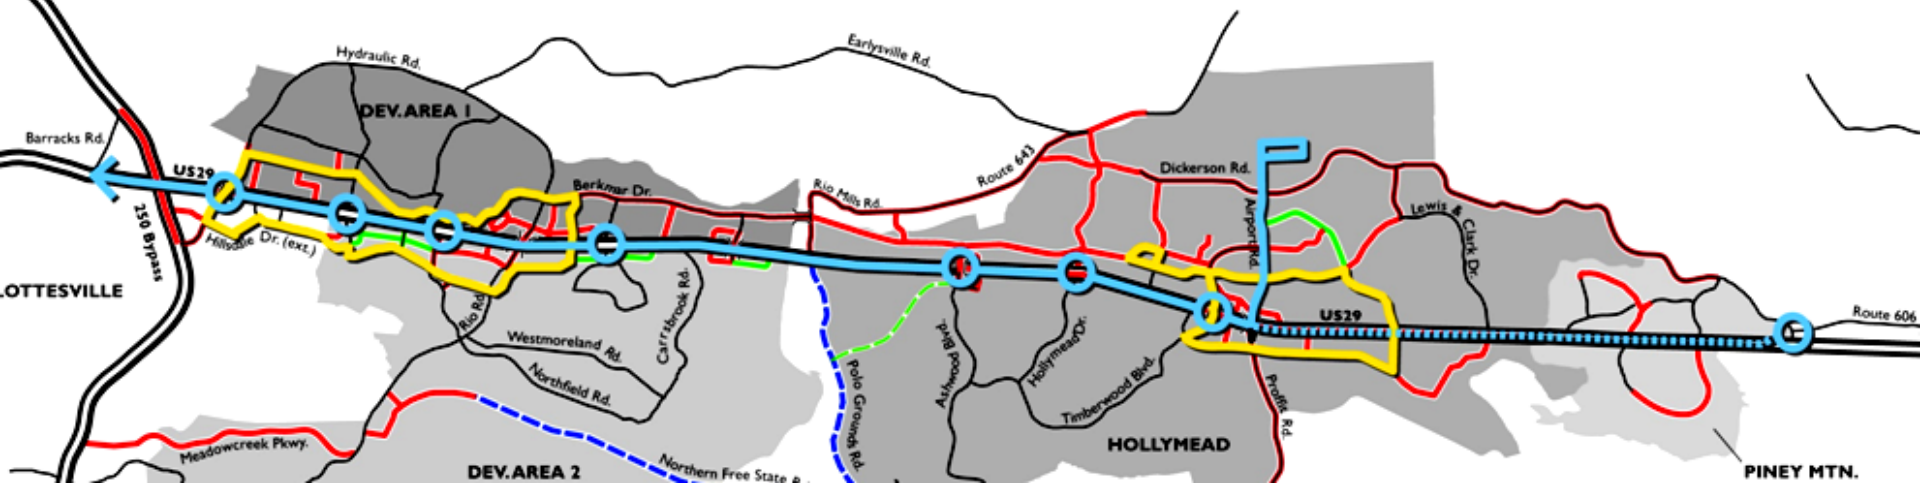 Hydraulic Rd.
Earlysville Rd.
DEV. AREA 1
Barracks Rd.
US29
Route 643
Dickerson Rd.
Berkmar Dr.
Rio Mills Rd.
Airport Rd.
Lewis & Clark Dr.
250 Bypass
Hillsdale Dr. (ext.)
LOTTESVILLE
Rio Rd.
Carrsbrook Rd.
US29
Route 606
Westmoreland Rd.
Northfield Rd.
Polo Grounds Rd.
Ashwood Blvd.
Hollymead Dr.
Timberwood Blvd.
Proffit Rd.
Meadowcreek Pkwy.
HOLLYMEAD
DEV. AREA 2
Northern Free State
PINEY MTN.